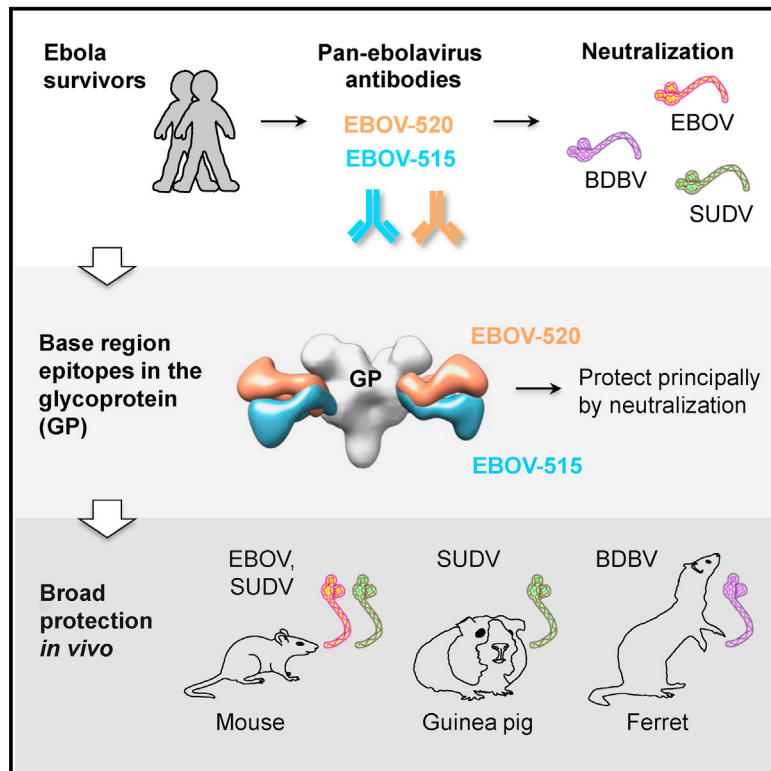 Ebola
survivors
Pan-ebolavirus
antibodies
EBOV-520
EBOV-515
Neutralization
EBOV
BDBV
SUDV
Base region
epitopes in the
glycoprotein
(GP)
GP
EBOV-520
Protect principally
by neutralization
EBOV-515
Broad
protection
in vivo
EBOV,
SUDV
Mouse
SUDV
Guinea pig
BDBV
Ferret